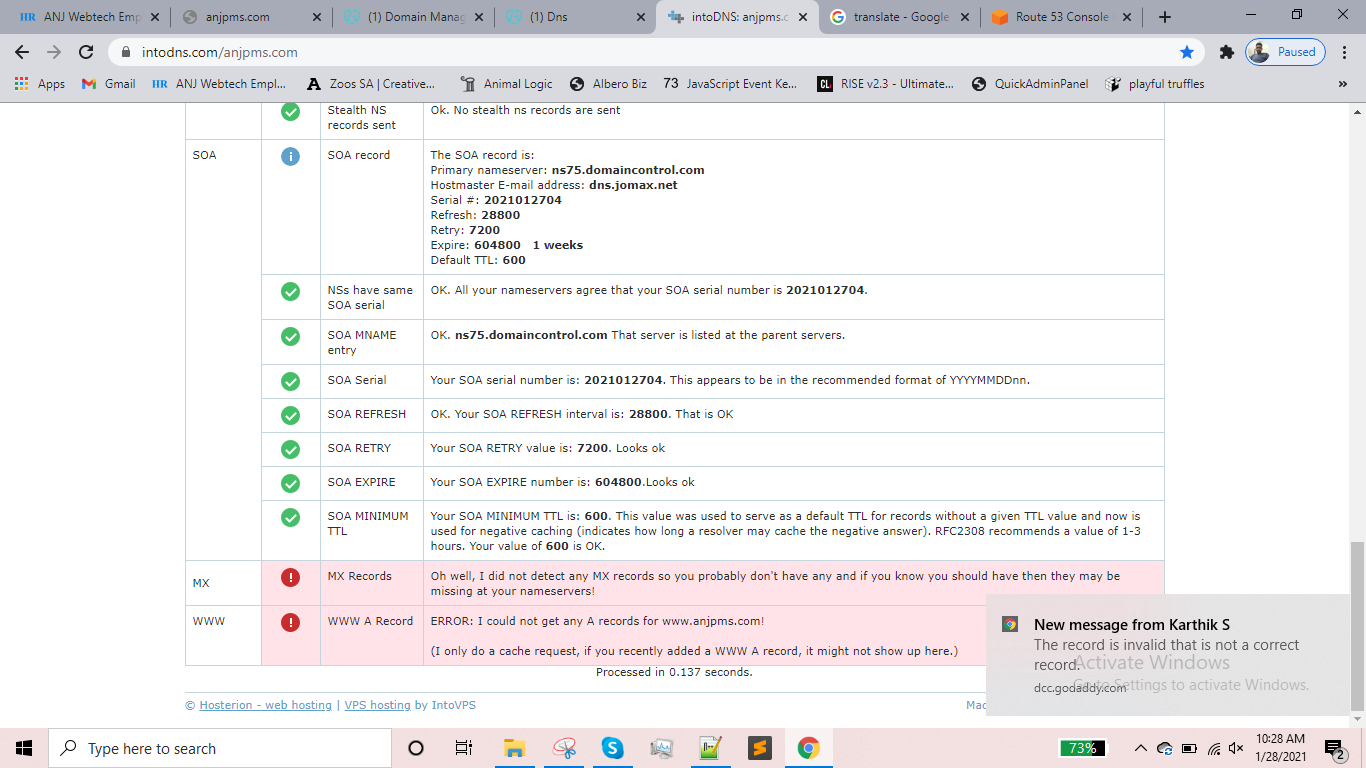 ANJ Webtech Emp
anjpms.com
(1) Domain Manag
(1) Dns
intoDNS: anjpms.c
translate - Google
Route 53 Console
intodns.com/anjpms.com
Paused
Apps
Gmail
HR ANJ Webtech Empl...
A Zoos SA | Creative...
Animal Logic
Albero Biz
73 JavaScript Event Ke...
CL RISE v2.3 - Ultimate...
QuickAdminPanel
playful truffles
»
Stealth NS
records sent
Ok. No stealth ns records are sent
SOA
SOA record
The SOA record is:
Primary nameserver: ns75.domaincontrol.com
Hostmaster E-mail address: dns.jomax.net
Serial #: 2021012704
Refresh: 28800
Retry: 7200
Expire: 604800 1 weeks
Default TTL: 600
NSs have same
SOA serial
OK. All your nameservers agree that your SOA serial number is 2021012704.
SOA MNAME
entry
OK. ns75.domaincontrol.com That server is listed at the parent servers.
SOA Serial
Your SOA serial number is: 2021012704. This appears to be in the recommended format of YYYYMMDDnn.
SOA REFRESH
OK. Your SOA REFRESH interval is: 28800. That is OK
SOA RETRY
Your SOA RETRY value is: 7200. Looks ok
SOA EXPIRE
Your SOA EXPIRE number is: 604800.Looks ok
SOA MINIMUM
TTL
Your SOA MINIMUM TTL is: 600. This value was used to serve as a default TTL for records without a given TTL value and now is
used for negative caching (indicates how long a resolver may cache the negative answer). RFC2308 recommends a value of 1-3
hours. Your value of 600 is OK.
MX
MX Records
Oh well, I did not detect any MX records so you probably don't have any and if you know you should have then they may be
missing at your nameservers!
WWW
WWW A Record
ERROR: I could not get any A records for www.anjpms.com!
(I only do a cache request, if you recently added a WWW A record, it might not show up here.)
Processed in 0.137 seconds.
© Hosterion - web hosting | VPS hosting by IntoVPS
Mad
New message from Karthik S
The record is invalid that is not a correct
record.
dcc.godaddy.com
Activate Windows
Go to Settings to activate Windows.
Type here to search
73%
10:28 AM
1/28/2021
2